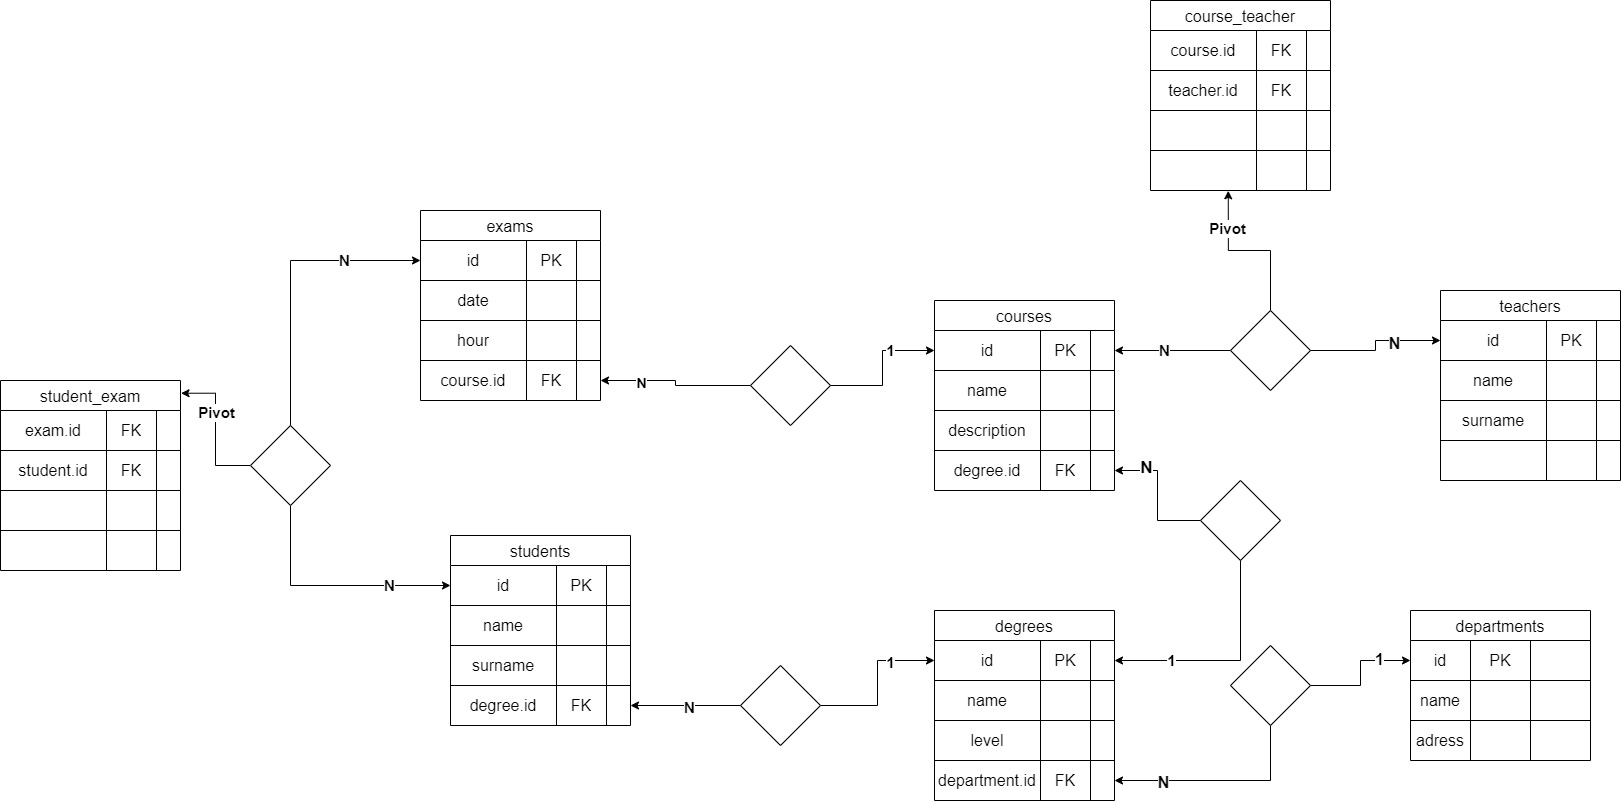 course_teacher
course.id FK
teacher.id FK
Pivot
exams
id PK
date
hour
course.id FK
N
N
1
courses
id PK
name
description
degree.id FK
N
N
teachers
id PK
name
surname
student_exam
exam.id FK
student.id FK
Pivot
N
students
id PK
name
surname
degree.id FK
N
1
N
1
degrees
id PK
name
level
department.id FK
N
1
departments
id PK
name
adress